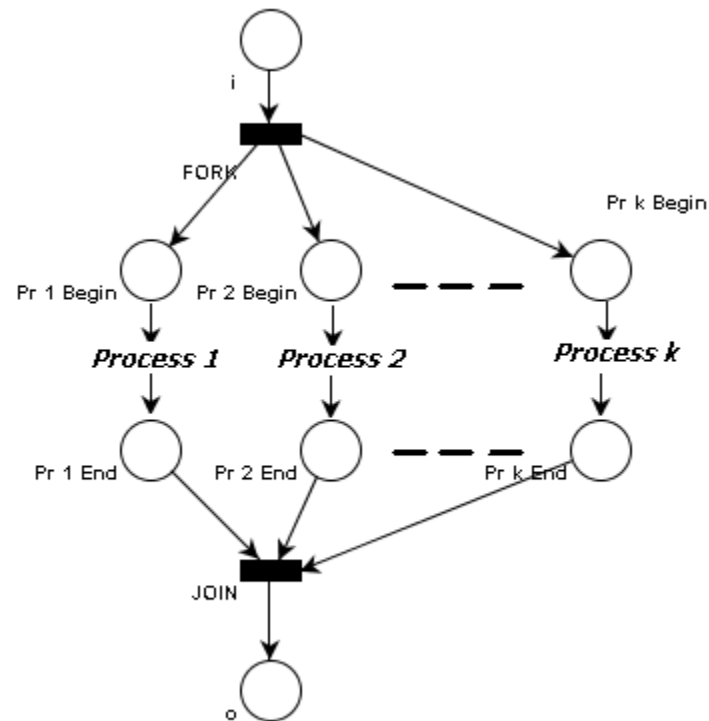 i
FORK
Pr k Begin
Pr 1 Begin
Pr 2 Begin
Process 1
Process 2
Process k
Pr 1 End
Pr 2 End
Pr k End
JOIN
o